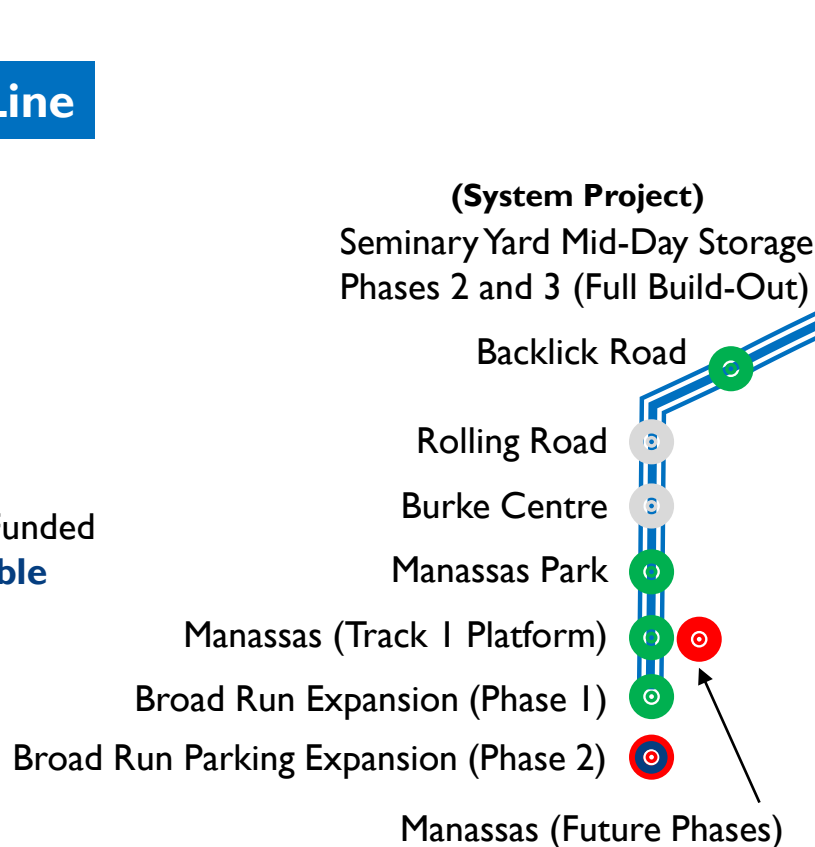 Line
(System Project)
Seminary Yard Mid-Day Storage
Phases 2 and 3 (Full Build-Out)
Backlick Road
Rolling Road
Burke Centre
funded
ble
Manassas Park
Manassas (Track 1 Platform)
Broad Run Expansion (Phase 1)
Broad Run Parking Expansion (Phase 2)
Manassas (Future Phases)